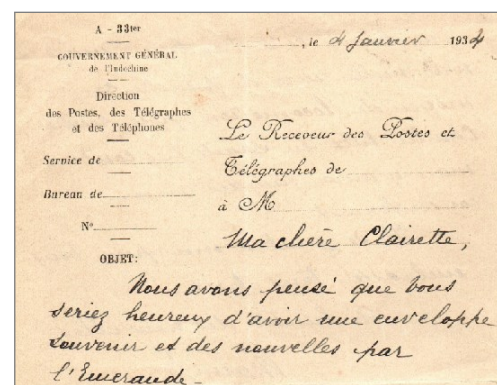 A - 33ter
GOUVERNEMENT GÉNÉRAL
de l'Indochine
Direction
des Postes, des Télégraphes
et des Téléphones
Service de
Bureau de
N°
OBJET:
, le 4 Janvier 1934
Le Receveur des Postes et
Télégraphes de
à M
Ma chère Clairette,
Nous avons pensé que vous
seriez heureux d'avoir une enveloppe
souvenir et des nouvelles par
l'Emeraude -